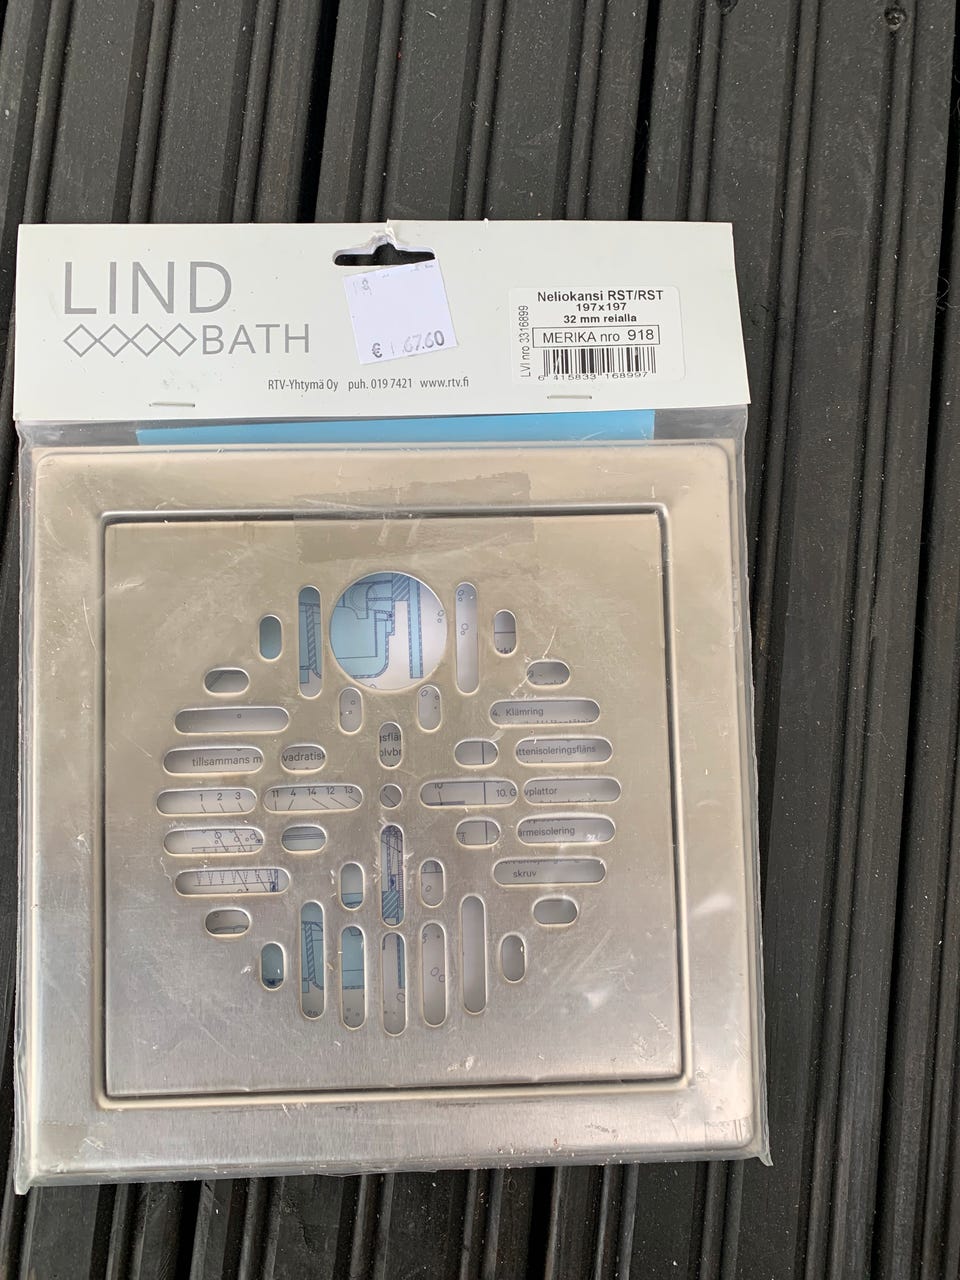 LIND
BATH
€ 67.60
RTV-Yhtymä Oy puh. 019 7421 www.rtv.fi
LVI nro 3316899
Neliokansi RST/RST
197x197
32 mm reialla
MERIKA nro 918
6 415833 168997
4. Klämring
tillsammans m
vadratisk
ttenisoleringsfläns
1 2 3
11 4 14 12 13
10. G vplattor
ärmeisolering
skruv